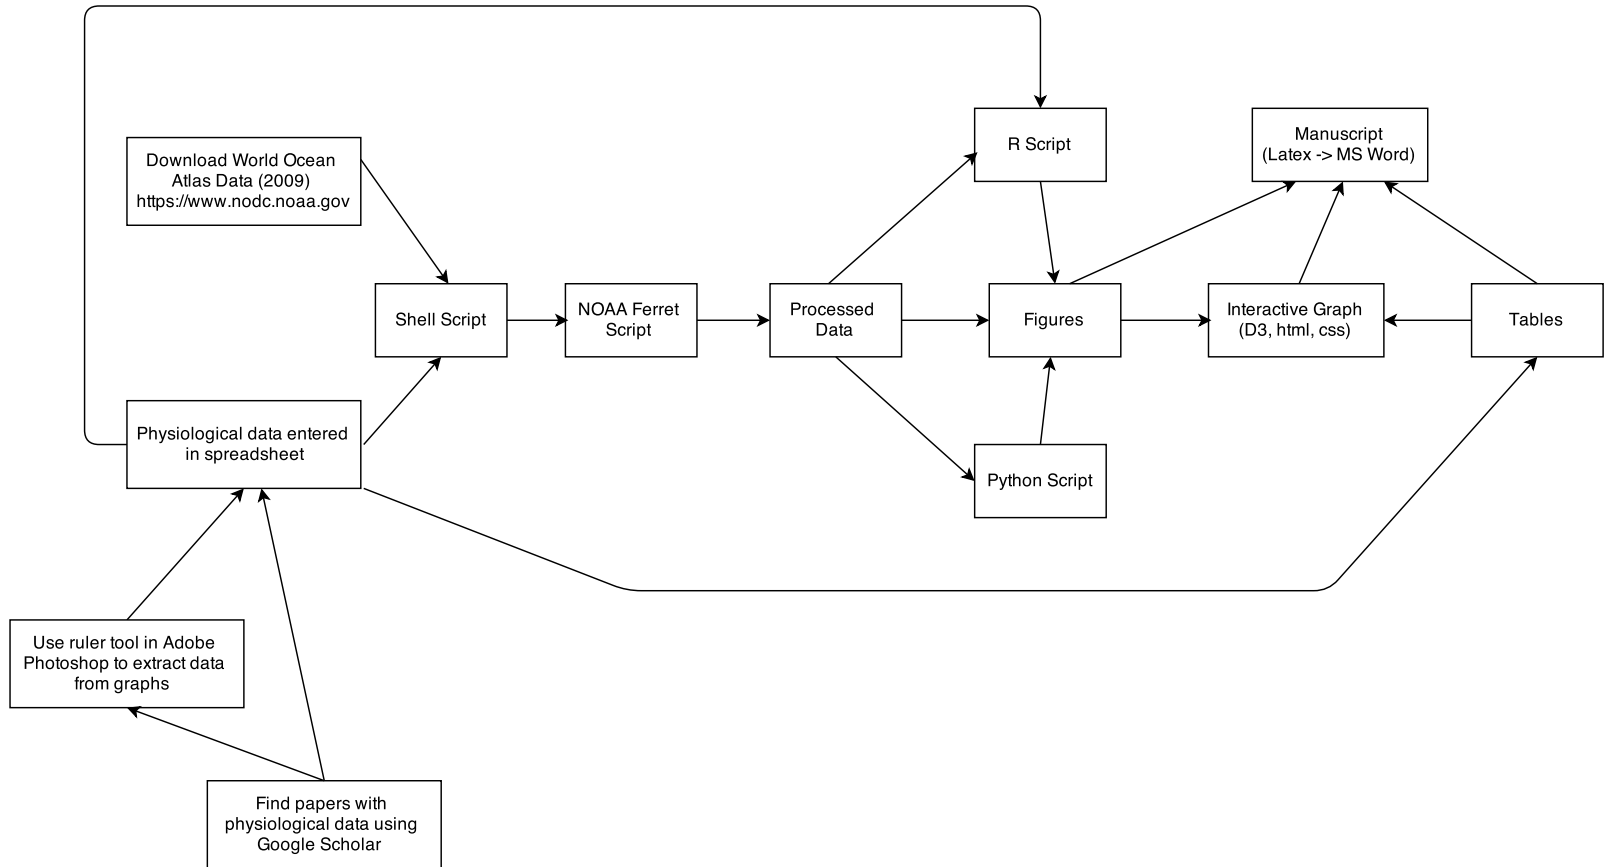 R Script
Manuscript
(Latex -> MS Word)
Download World Ocean
Atlas Data (2009)
https://www.nodc.noaa.gov
Shell Script
NOAA Ferret
Script
Processed
Data
Figures
Interactive Graph
(D3, html, css)
Tables
Physiological data entered
in spreadsheet
Python Script
Use ruler tool in Adobe
Photoshop to extract data
from graphs
Find papers with
physiological data using
Google Scholar